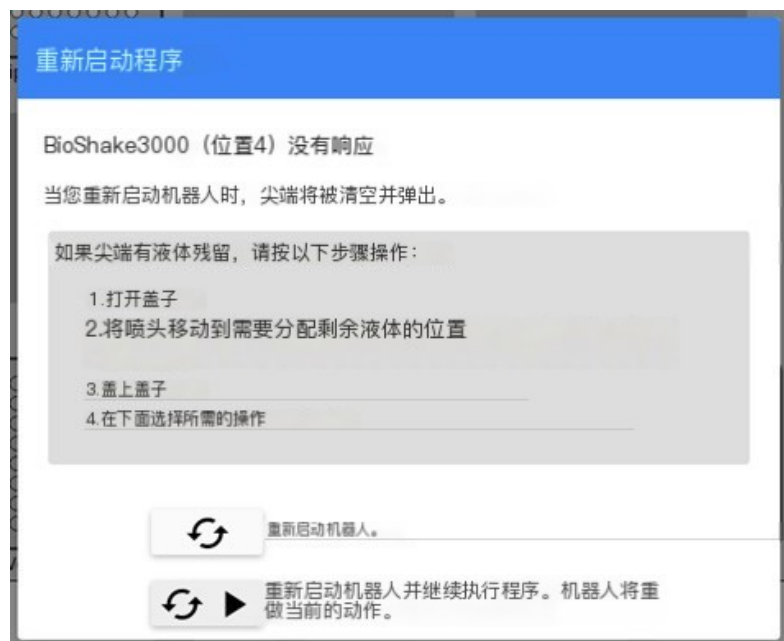 重新启动程序
BioShake3000（位置4）没有响应
当您重新启动机器人时，尖端将被清空并弹出。
如果尖端有液体残留，请按以下步骤操作：
1.打开盖子
2.将喷头移动到需要分配剩余液体的位置
3.盖上盖子
4.在下面选择所需的操作
重新启动机器人。
重新启动机器人并继续执行程序。机器人将重
做当前的动作。